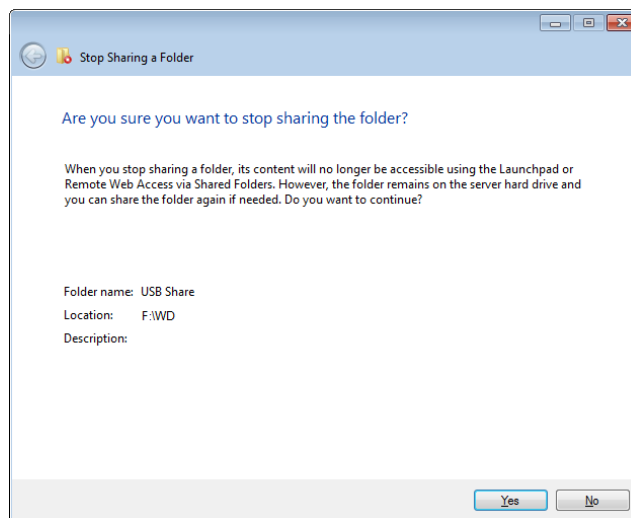 Stop Sharing a Folder
Are you sure you want to stop sharing the folder?
When you stop sharing a folder, its content will no longer be accessible using the Launchpad or
Remote Web Access via Shared Folders. However, the folder remains on the server hard drive and
you can share the folder again if needed. Do you want to continue?
Folder name: USB Share
Location: F:\WD
Description:
Yes No